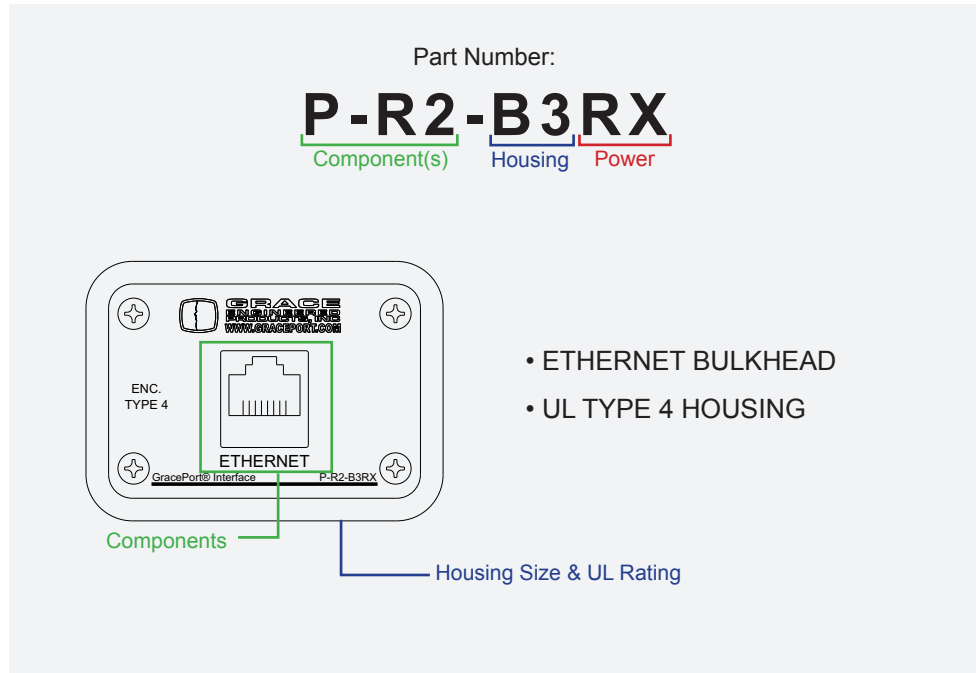 Part Number:
P-R2-B3RX
Component(s) Housing Power
GRACE
ENGINEERED
PRODUCTS, INC
WWW.GRACEPORT.COM
ENC.
TYPE 4
ETHERNET
GracePort® Interface P-R2-B3RX
• ETHERNET BULKHEAD
• UL TYPE 4 HOUSING
Components
Housing Size & UL Rating